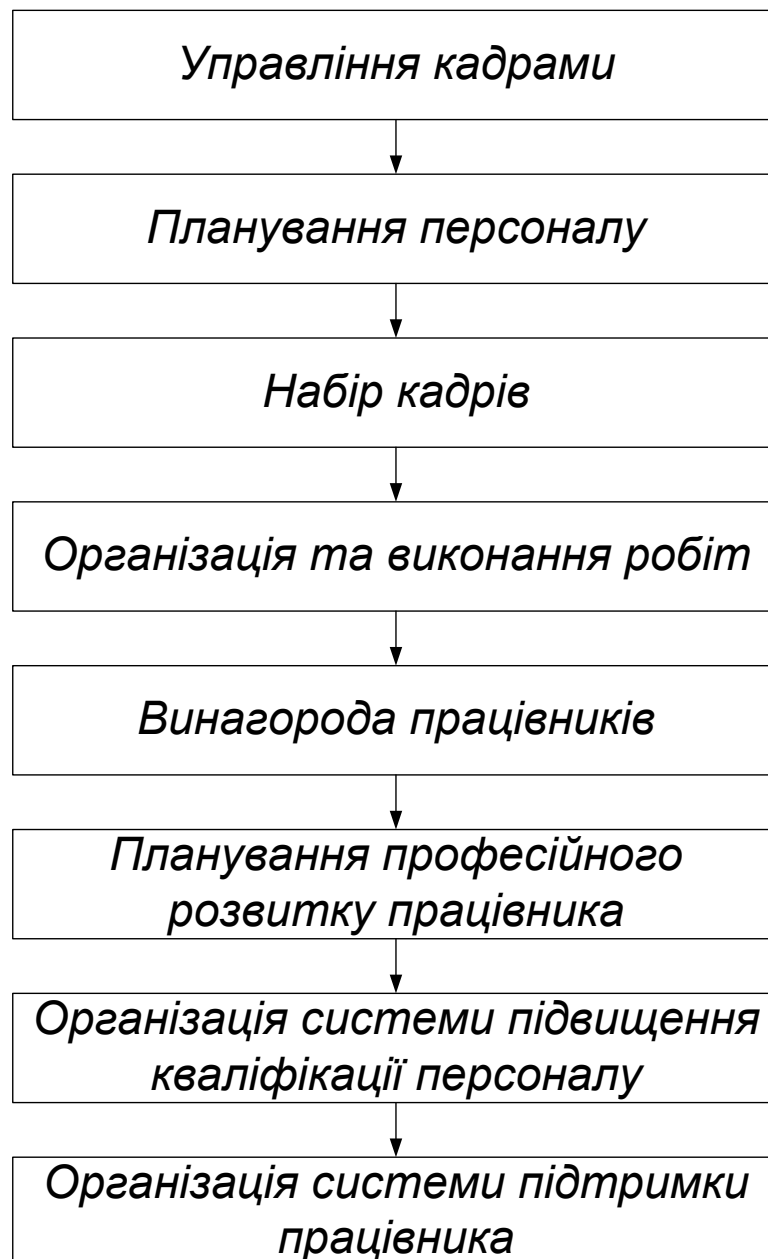 Управління кадрами
Планування персоналу
Набір кадрів
Організація та виконання робіт
Винагорода працівників
Планування професійного
розвитку працівника
Організація системи підвищення
кваліфікації персоналу
Організація системи підтримки
працівника